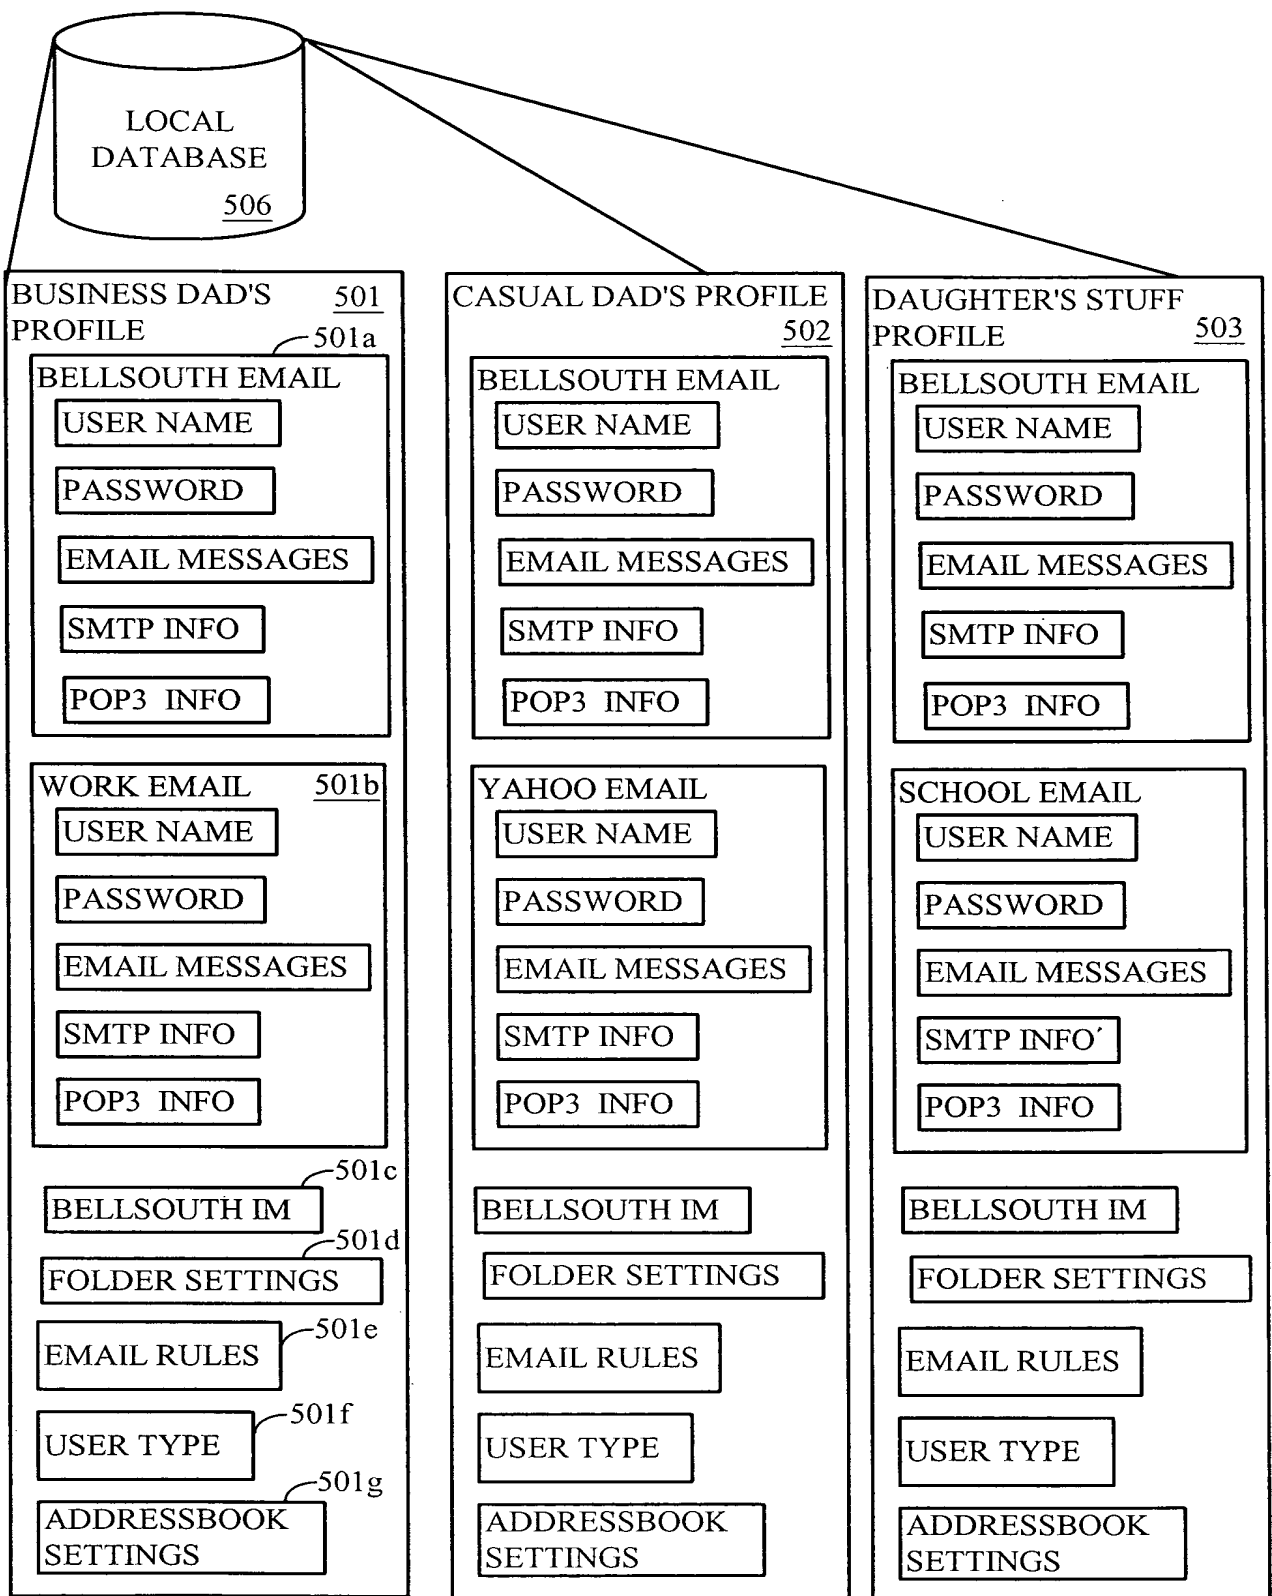 LOCAL
DATABASE
506
BUSINESS DAD'S
PROFILE
501
501a
BELLSOUTH EMAIL
USER NAME
PASSWORD
EMAIL MESSAGES
SMTP INFO
POP3 INFO
WORK EMAIL
501b
USER NAME
PASSWORD
EMAIL MESSAGES
SMTP INFO
POP3 INFO
501c
BELLSOUTH IM
501d
FOLDER SETTINGS
501e
EMAIL RULES
501f
USER TYPE
501g
ADDRESSBOOK
SETTINGS
CASUAL DAD'S PROFILE
502
BELLSOUTH EMAIL
USER NAME
PASSWORD
EMAIL MESSAGES
SMTP INFO
POP3 INFO
YAHOO EMAIL
USER NAME
PASSWORD
EMAIL MESSAGES
SMTP INFO
POP3 INFO
BELLSOUTH IM
FOLDER SETTINGS
EMAIL RULES
USER TYPE
ADDRESSBOOK
SETTINGS
DAUGHTER'S STUFF
PROFILE
503
BELLSOUTH EMAIL
USER NAME
PASSWORD
EMAIL MESSAGES
SMTP INFO
POP3 INFO
SCHOOL EMAIL
USER NAME
PASSWORD
EMAIL MESSAGES
SMTP INFO
POP3 INFO
BELLSOUTH IM
FOLDER SETTINGS
EMAIL RULES
USER TYPE
ADDRESSBOOK
SETTINGS